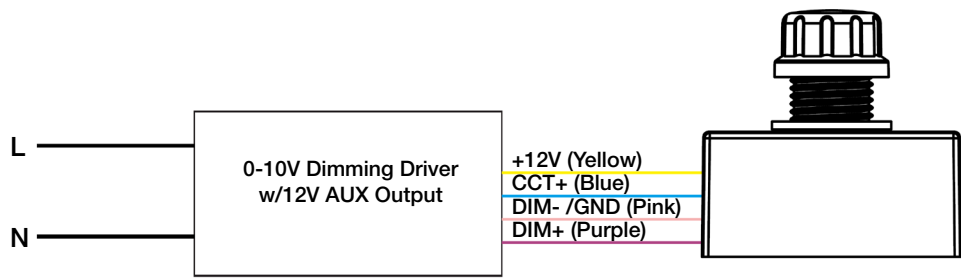 L
N
0-10V Dimming Driver
w/12V AUX Output
+12V (Yellow)
CCT+ (Blue)
DIM- /GND (Pink)
DIM+ (Purple)